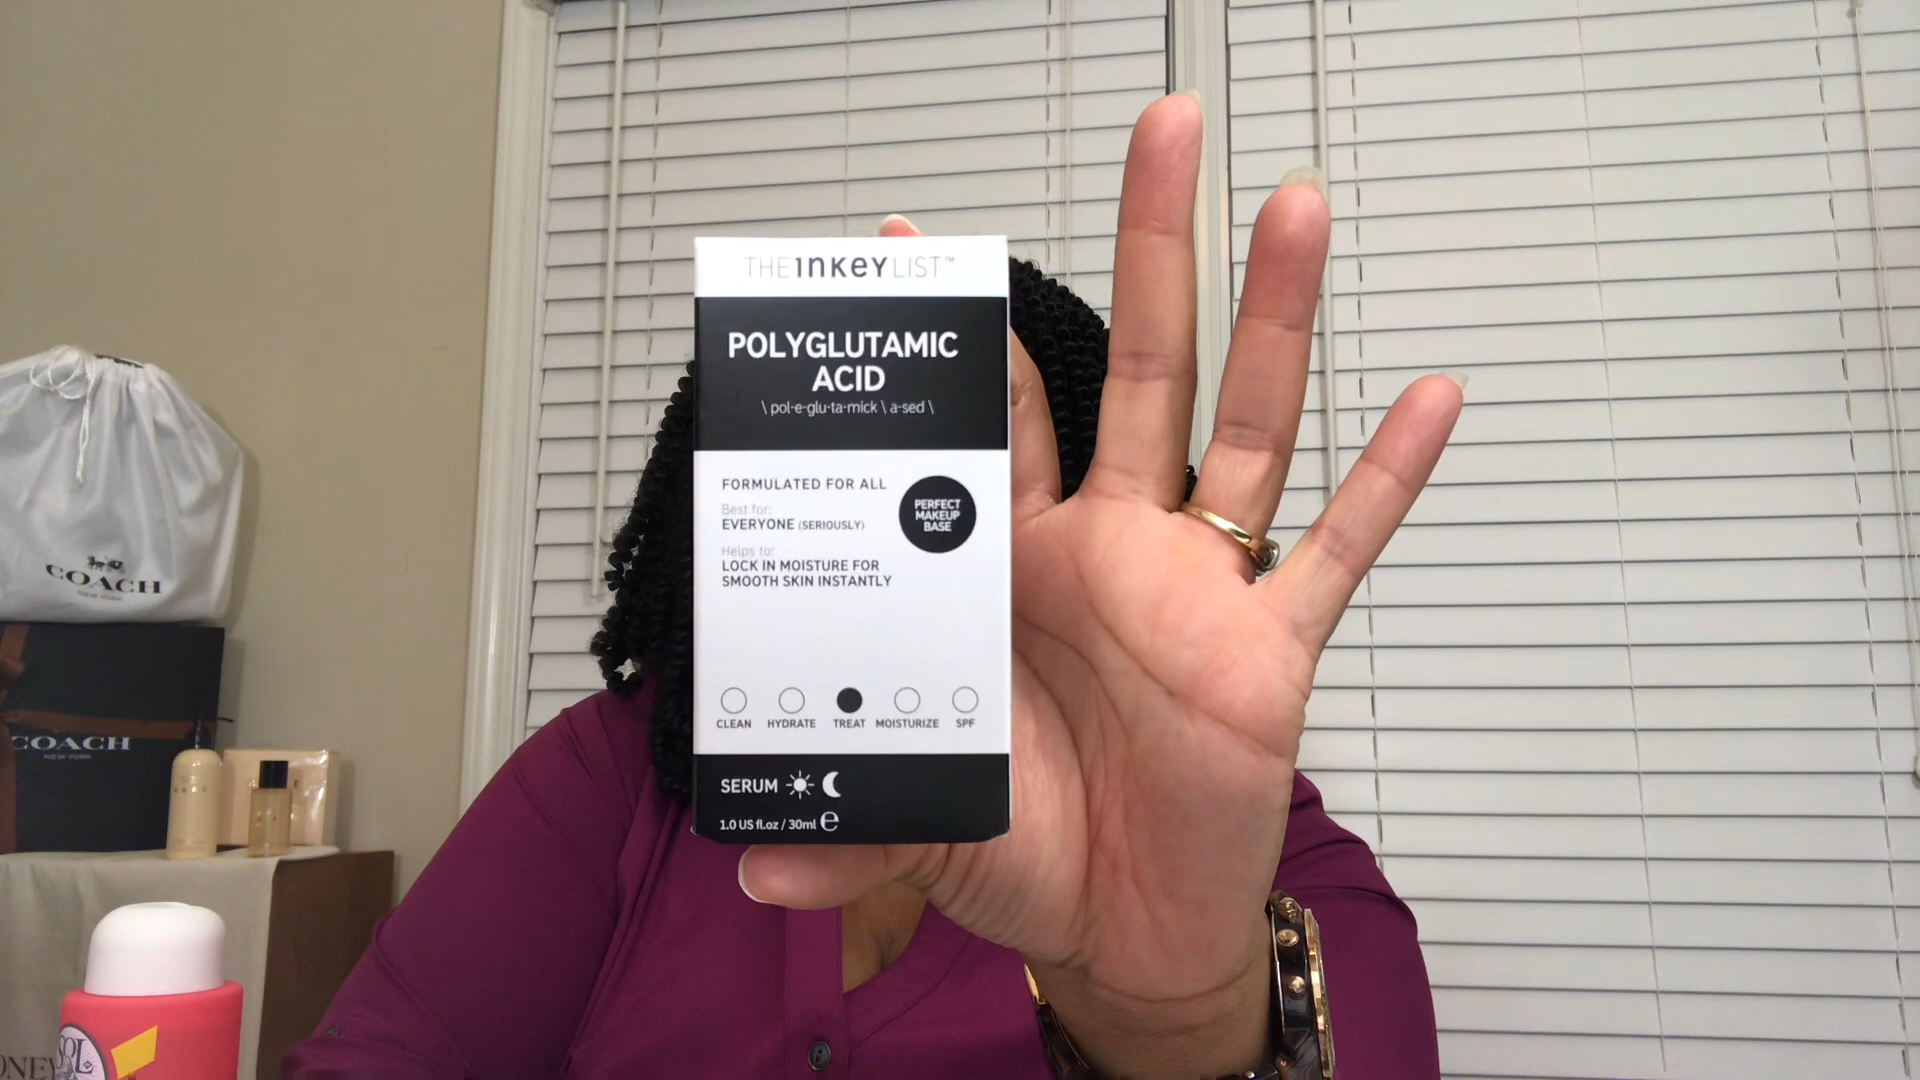 THE INKEY LIST™
POLYGLUTAMIC
ACID
\ pol-e-glu-ta-mick \ a-sed \
FORMULATED FOR ALL
Best for:
EVERYONE (SERIOUSLY)
PERFECT
MAKEUP
BASE
Helps to:
LOCK IN MOISTURE FOR
SMOOTH SKIN INSTANTLY
CLEAN HYDRATE TREAT MOISTURIZE SPF
SERUM
1.0 US fl.oz / 30ml e
COACH
NEW YORK
COACH
NEW YORK
SOL